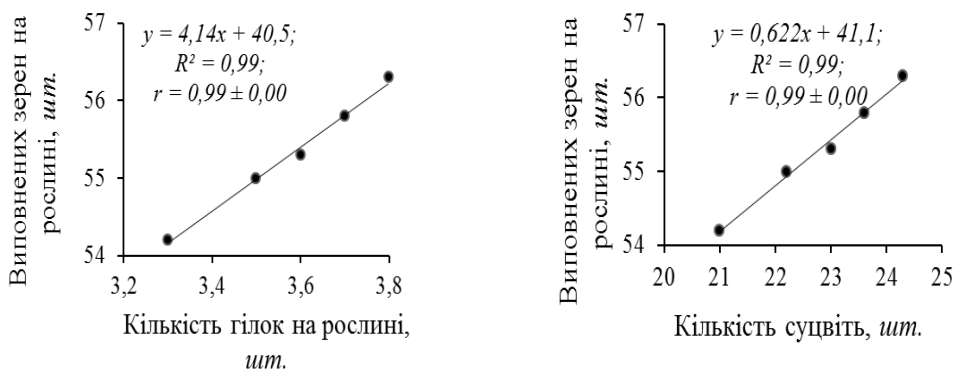 Виповнених зерен на
рослині, шт.
57
56
55
54
y = 4,14x + 40,5;
R² = 0,99;
r = 0,99 ± 0,00
3,2
3,4
3,6
3,8
Кількість гілок на рослині,
шт.
Виповнених зерен на
рослині, шт.
57
56
55
54
y = 0,622x + 41,1;
R² = 0,99;
r = 0,99 ± 0,00
20
21
22
23
24
25
Кількість суцвіть, шт.